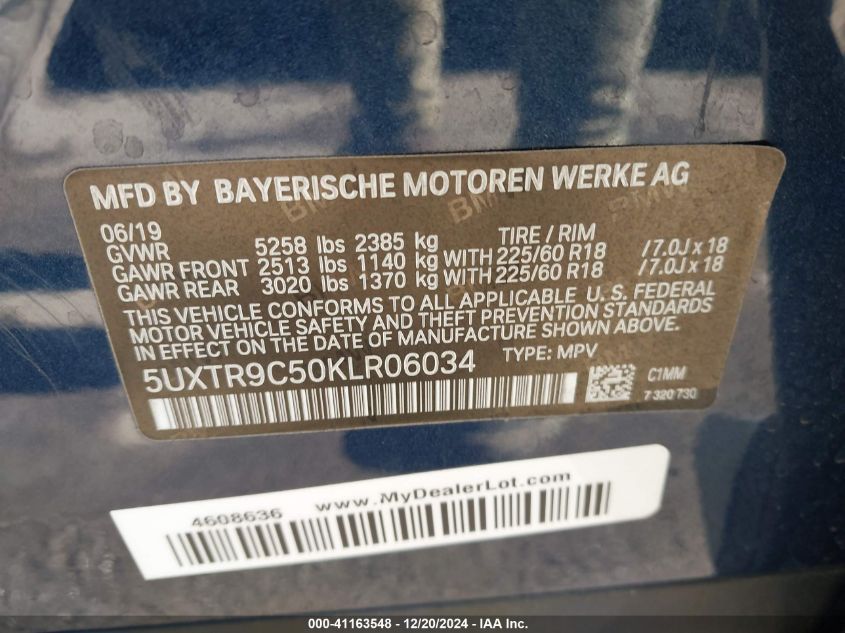 MFD BY BAYERISCHE MOTOREN WERKE AG
06/19 TIRE / RIM
GVWR 5258 lbs 2385 kg
GAWR FRONT 2513 lbs 1140 kg WITH 225/60 R18 /7.0J x 18
GAWR REAR 3020 lbs 1370 kg WITH 225/60 R18 /7.0J x 18
THIS VEHICLE CONFORMS TO ALL APPLICABLE U. S. FEDERAL
MOTOR VEHICLE SAFETY AND THEFT PREVENTION STANDARDS
IN EFFECT ON THE DATE OF MANUFACTURE SHOWN ABOVE.
5UXTR9C50KLR06034 TYPE: MPV
C1MM
7 320 730
4608636 www.MyDealerLot.com
000-41163548 - 12/20/2024 - IAA Inc.